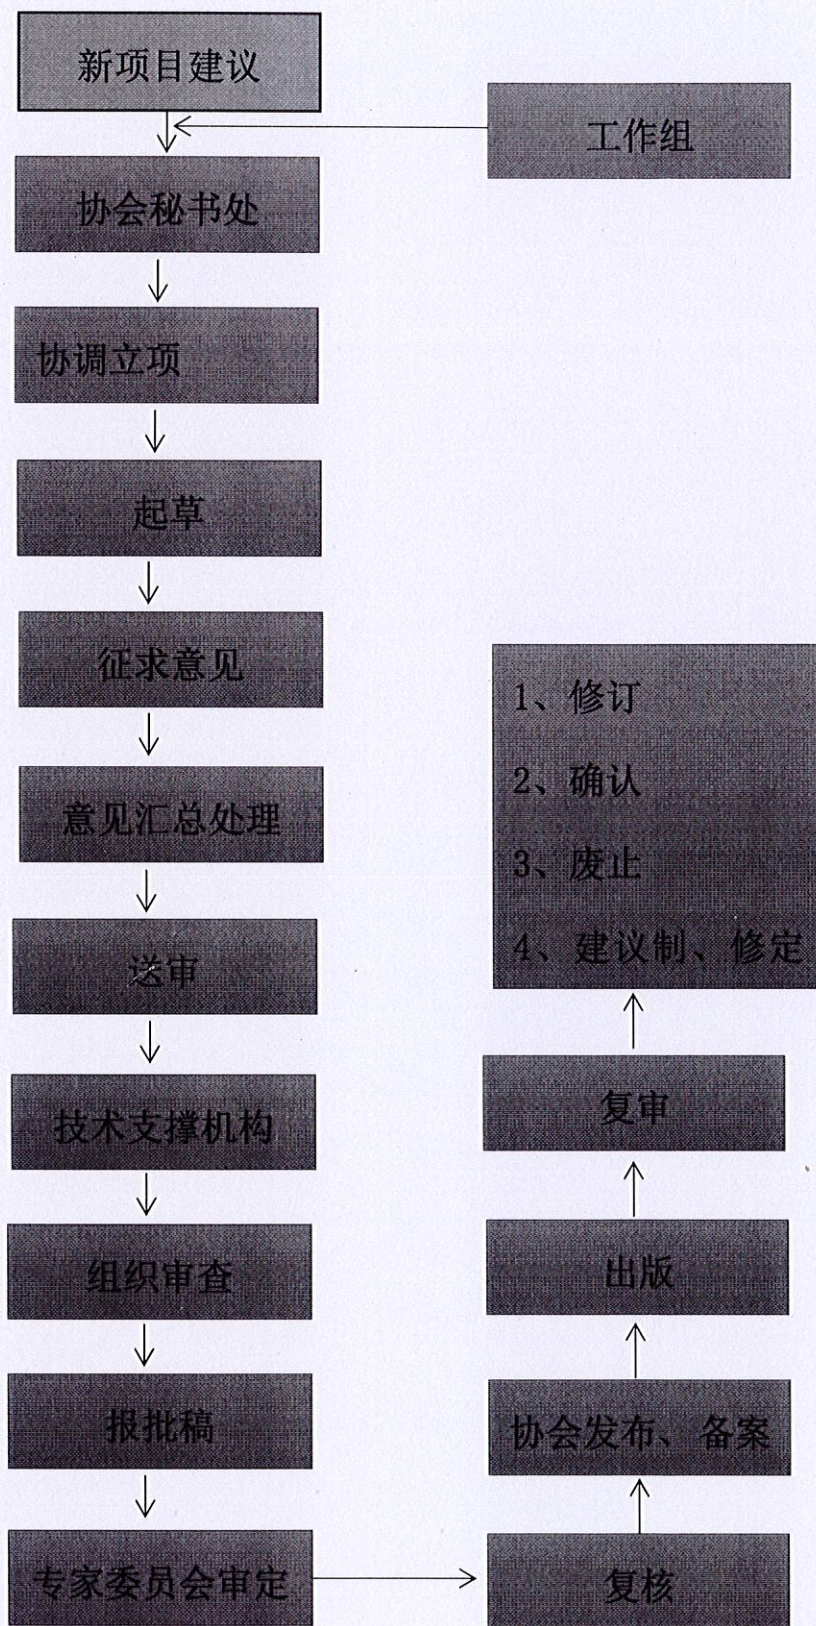 新项目建议
工作组
协会秘书处
协调立项
起草
征求意见
意见汇总处理
送审
技术支撑机构
组织审查
报批稿
专家委员会审定
复核
协会发布、备案
出版
复审
1、修订
2、确认
3、废止
4、建议制、修定